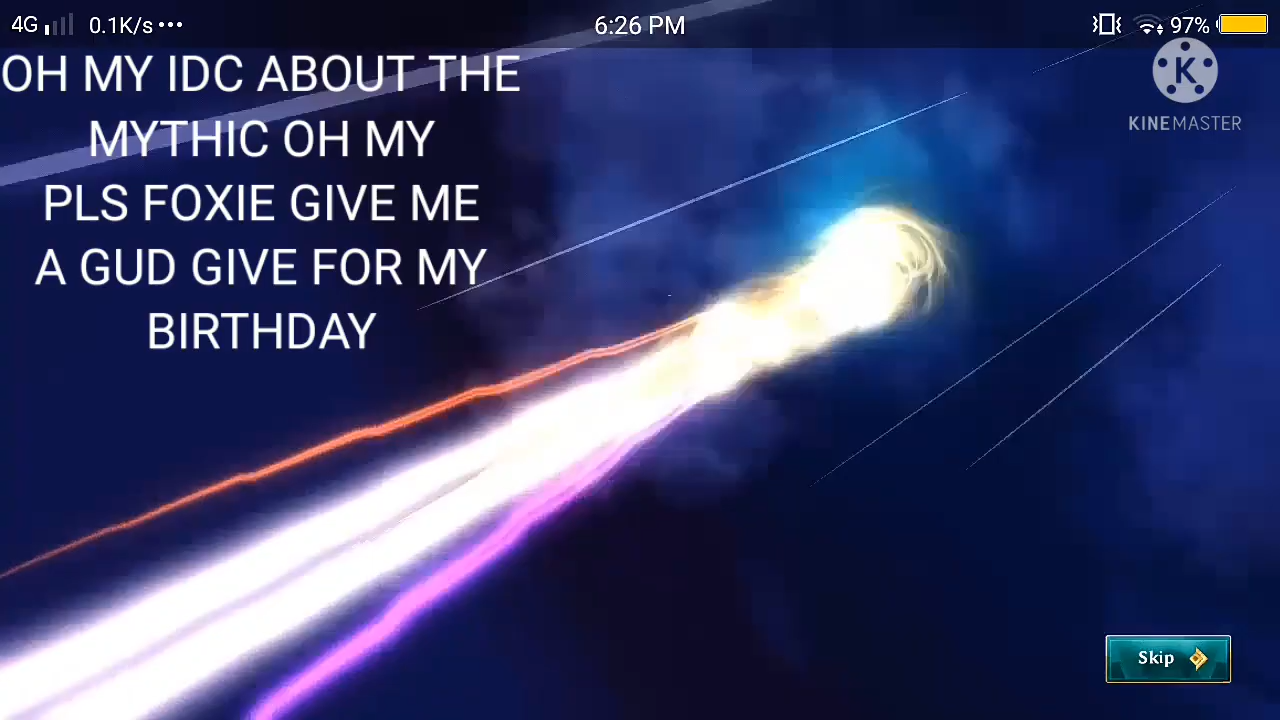 4G 0.1K/s ••• 6:26 PM 97%
OH MY IDC ABOUT THE
MYTHIC OH MY
PLS FOXIE GIVE ME
A GUD GIVE FOR MY
BIRTHDAY
K
KINEMASTER
Skip